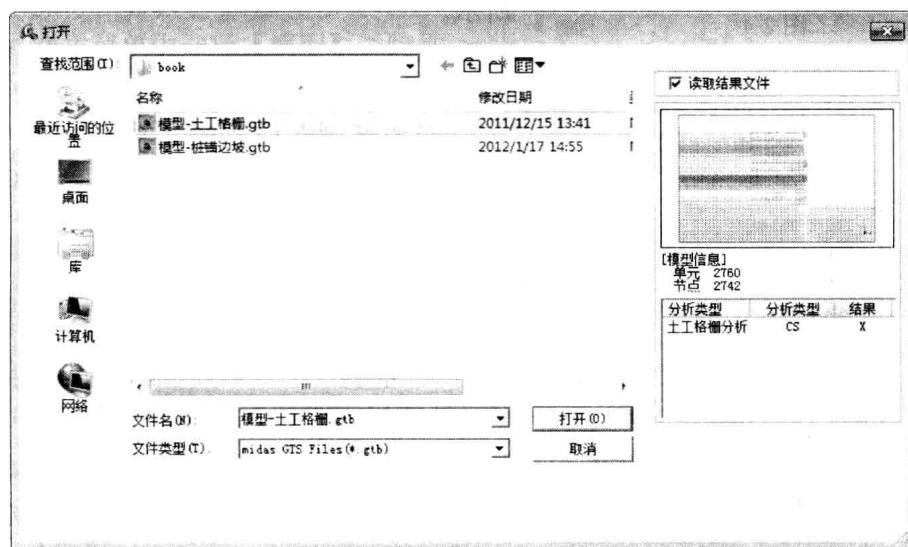 打开
查找范围(I):
book
最近访问的位置
桌面
库
计算机
网络
名称
修改日期
模型-土工格栅.gtb
2011/12/15 13:41
模型-桩锚边坡.gtb
2012/1/17 14:55
文件名(N):
模型-土工格栅.gtb
打开(O)
文件类型(T).
midas GTS Files(*.gtb)
取消
读取结果文件
[模型信息]
单元 2760
节点 2742
分析类型 分析类型 结果
土工格栅分析 CS X